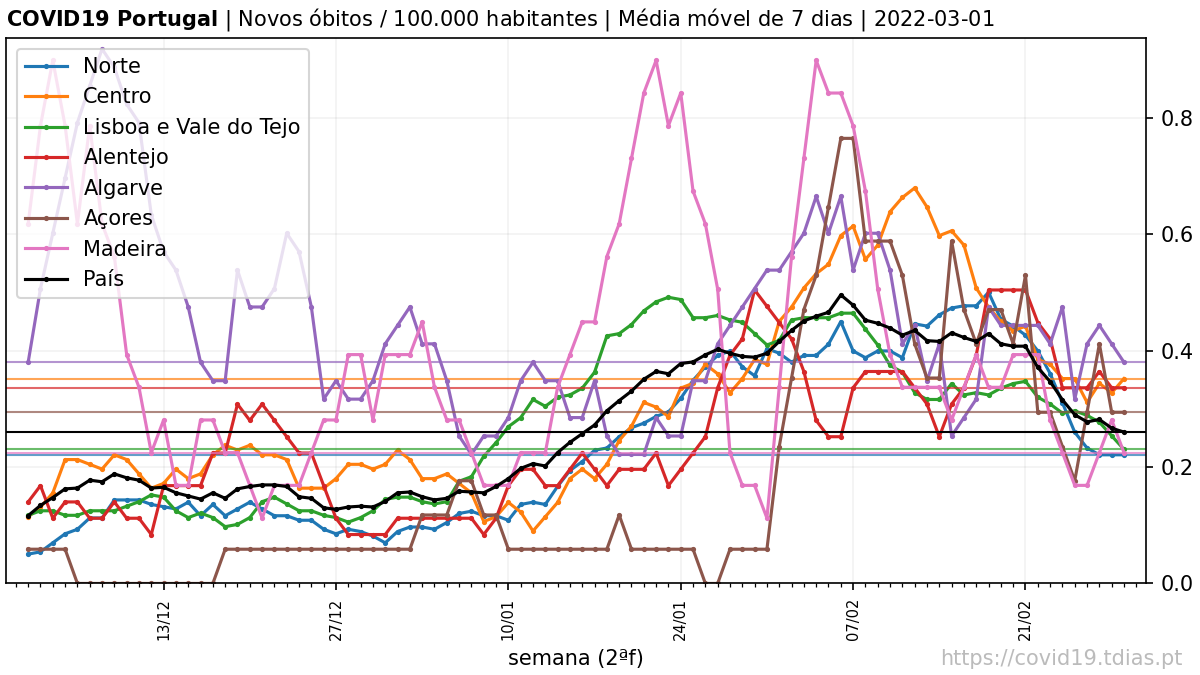 COVID19 Portugal | Novos óbitos / 100.000 habitantes | Média móvel de 7 dias | 2022-03-01
Norte
Centro
Lisboa e Vale do Tejo
Alentejo
Algarve
Açores
Madeira
País
0.8
0.6
0.4
0.2
0.0
13/12
27/12
10/01
24/01
07/02
21/02
semana (2ªf)
https://covid19.tdias.pt